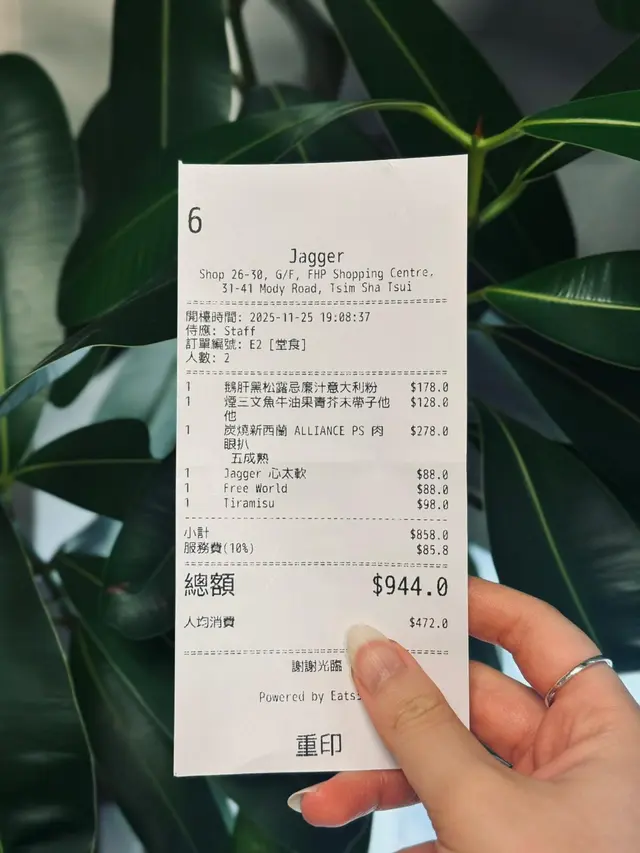 6
Jagger
Shop 26-30, G/F, FHP Shopping Centre,
31-41 Mody Road, Tsim Sha Tsui
開檯時間: 2025-11-25 19:08:37
侍應: Staff
訂單編號: E2 [堂食]
人數: 2
1 鵝肝黑松露忌廉汁意大利粉 $178.0
1 煙三文魚牛油果青芥末帶子他 $128.0
他
1 炭燒新西蘭 ALLIANCE PS 肉 $278.0
眼扒
五成熟
1 Jagger 心太軟 $88.0
1 Free World $88.0
1 Tiramisu $98.0
小計 $858.0
服務費(10%) $85.8
總額 $944.0
人均消費 $472.0
謝謝光臨
Powered by Eats
重印